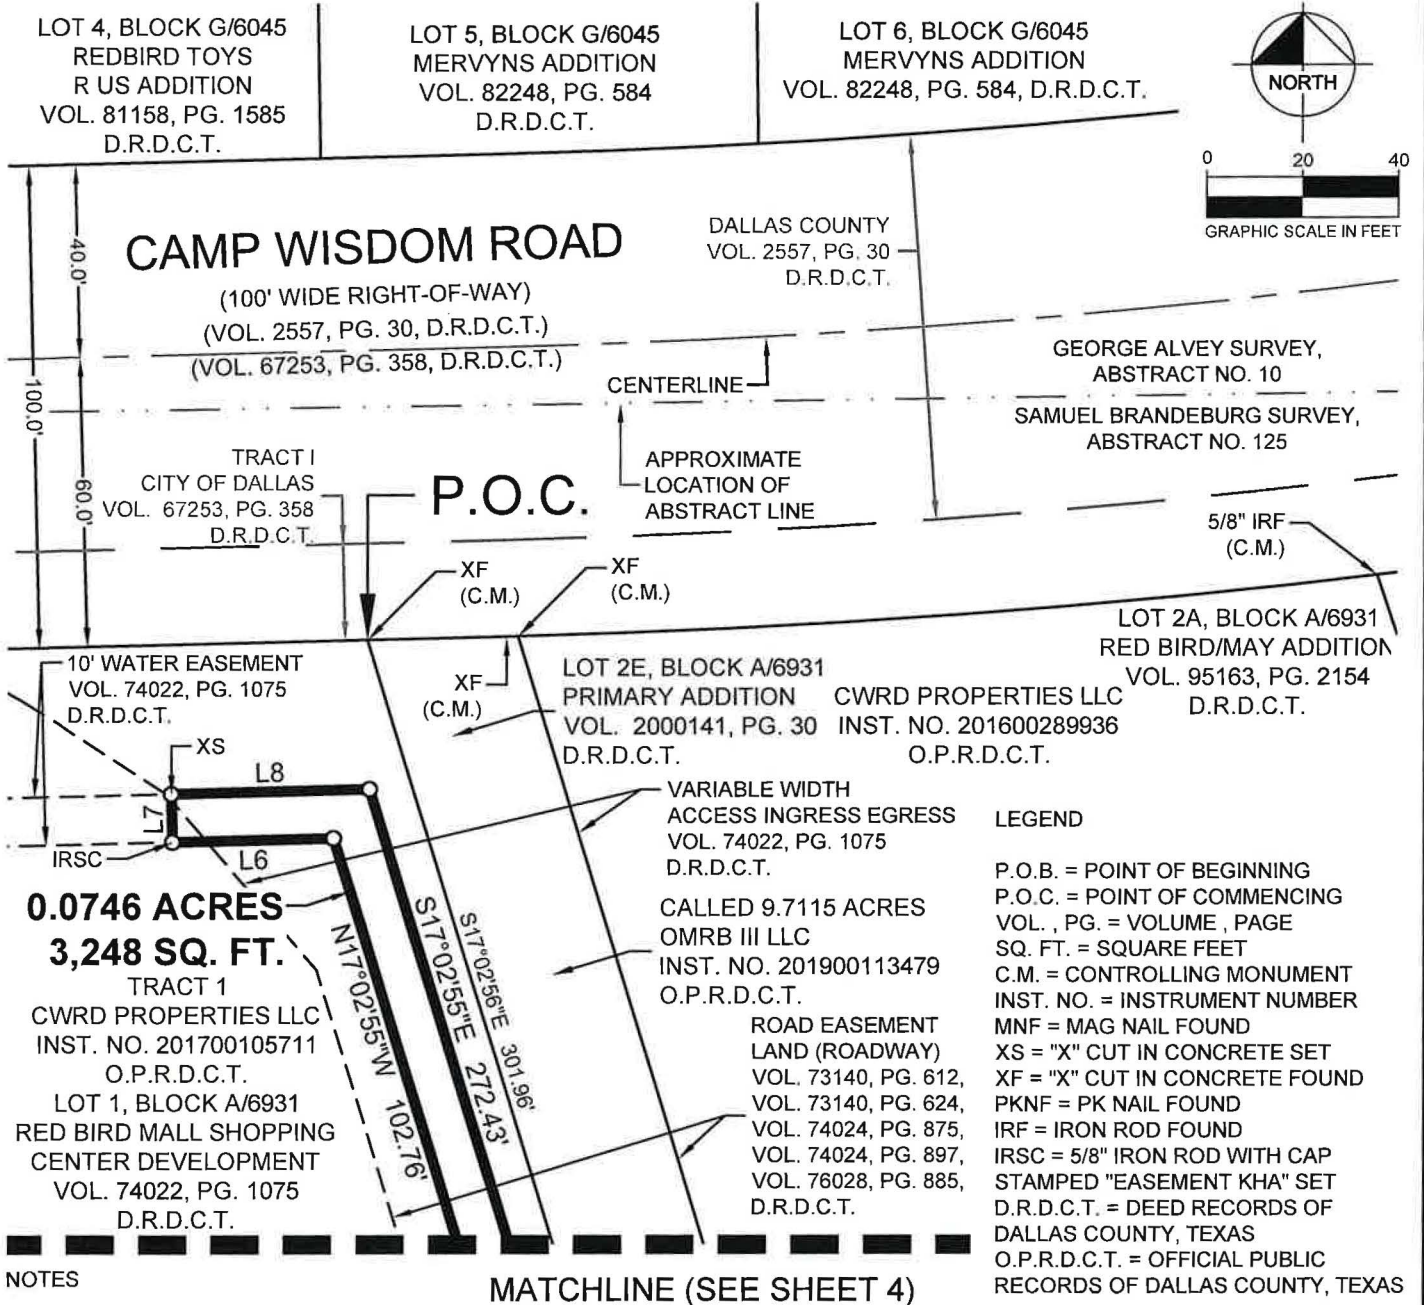 LOT 4, BLOCK G/6045
REDBIRD TOYS
R US ADDITION
VOL. 81158, PG. 1585
D.R.D.C.T.
LOT 5, BLOCK G/6045
MERVYNS ADDITION
VOL. 82248, PG. 584
D.R.D.C.T.
LOT 6, BLOCK G/6045
MERVYNS ADDITION
VOL. 82248, PG. 584, D.R.D.C.T.
NORTH
0 20 40
GRAPHIC SCALE IN FEET
40.0'
100.0'
60.0'
CAMP WISDOM ROAD
(100' WIDE RIGHT-OF-WAY)
(VOL. 2557, PG. 30, D.R.D.C.T.)
(VOL. 67253, PG. 358, D.R.D.C.T.)
DALLAS COUNTY
VOL. 2557, PG. 30
D.R.D.C.T.
CENTERLINE
GEORGE ALVEY SURVEY,
ABSTRACT NO. 10
SAMUEL BRANDEBURG SURVEY,
ABSTRACT NO. 125
TRACT I
CITY OF DALLAS
VOL. 67253, PG. 358
D.R.D.C.T.
P.O.C.
APPROXIMATE
LOCATION OF
ABSTRACT LINE
5/8" IRF
(C.M.)
XF
(C.M.)
XF
(C.M.)
XF
(C.M.)
10' WATER EASEMENT
VOL. 74022, PG. 1075
D.R.D.C.T.
LOT 2E, BLOCK A/6931
PRIMARY ADDITION
VOL. 2000141, PG. 30
D.R.D.C.T.
CWRD PROPERTIES LLC
INST. NO. 201600289936
O.P.R.D.C.T.
LOT 2A, BLOCK A/6931
RED BIRD/MAY ADDITION
VOL. 95163, PG. 2154
D.R.D.C.T.
XS
L8
L7
L6
IRSC
VARIABLE WIDTH
ACCESS INGRESS EGRESS
VOL. 74022, PG. 1075
D.R.D.C.T.
0.0746 ACRES
3,248 SQ. FT.
TRACT 1
CWRD PROPERTIES LLC
INST. NO. 201700105711
O.P.R.D.C.T.
LOT 1, BLOCK A/6931
RED BIRD MALL SHOPPING
CENTER DEVELOPMENT
VOL. 74022, PG. 1075
D.R.D.C.T.
N17°02'55"W 102.76'
S17°02'55"E 272.43'
S17°02'56"E 301.96'
CALLED 9.7115 ACRES
OMRB III LLC
INST. NO. 201900113479
O.P.R.D.C.T.
ROAD EASEMENT
LAND (ROADWAY)
VOL. 73140, PG. 612,
VOL. 73140, PG. 624,
VOL. 74024, PG. 875,
VOL. 74024, PG. 897,
VOL. 76028, PG. 885,
D.R.D.C.T.
LEGEND
P.O.B. = POINT OF BEGINNING
P.O.C. = POINT OF COMMENCING
VOL. , PG. = VOLUME , PAGE
SQ. FT. = SQUARE FEET
C.M. = CONTROLLING MONUMENT
INST. NO. = INSTRUMENT NUMBER
MNF = MAG NAIL FOUND
XS = "X" CUT IN CONCRETE SET
XF = "X" CUT IN CONCRETE FOUND
PKNF = PK NAIL FOUND
IRF = IRON ROD FOUND
IRSC = 5/8" IRON ROD WITH CAP
STAMPED "EASEMENT KHA" SET
D.R.D.C.T. = DEED RECORDS OF
DALLAS COUNTY, TEXAS
O.P.R.D.C.T. = OFFICIAL PUBLIC
RECORDS OF DALLAS COUNTY, TEXAS
NOTES
MATCHLINE (SEE SHEET 4)